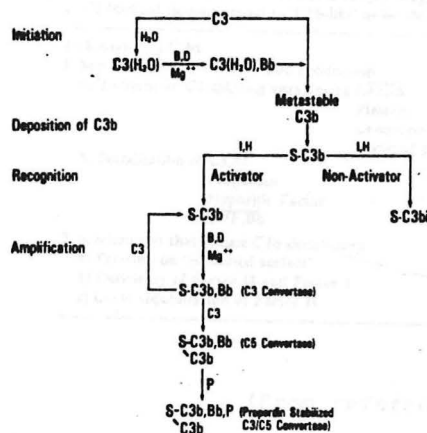 C3
Initiation
H₂O
C3(H₂O) B,D Mg⁺⁺ C3(H₂O),Bb
Metastable
C3b
Deposition of C3b
S-C3b
I,H I,H
Recognition Activator Non-Activator
S-C3b S-C3bi
Amplification C3 B,D
Mg⁺⁺
S-C3b,Bb (C3 Convertase)
C3
S-C3b,Bb (C5 Convertase)
C3b
P
S-C3b,Bb,P (Properdin Stabilized
C3b C3/C5 Convertase)